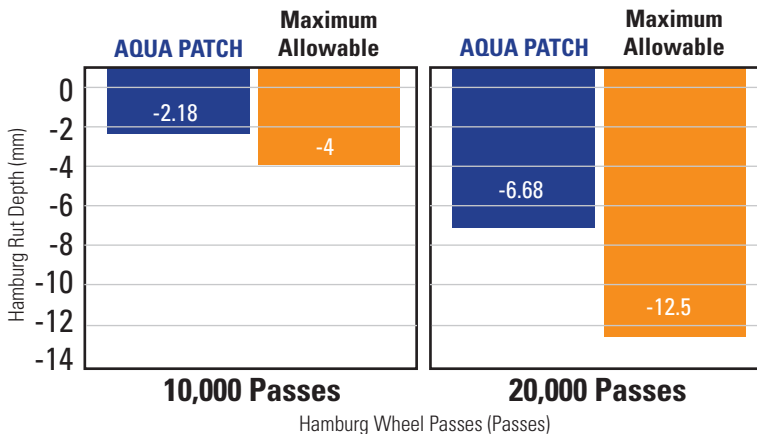 AQUA PATCH
Maximum
Allowable
AQUA PATCH
Maximum
Allowable
Hamburg Rut Depth (mm)
0
-2
-4
-6
-8
-10
-12
-14
-2.18
-4
-6.68
-12.5
10,000 Passes
20,000 Passes
Hamburg Wheel Passes (Passes)